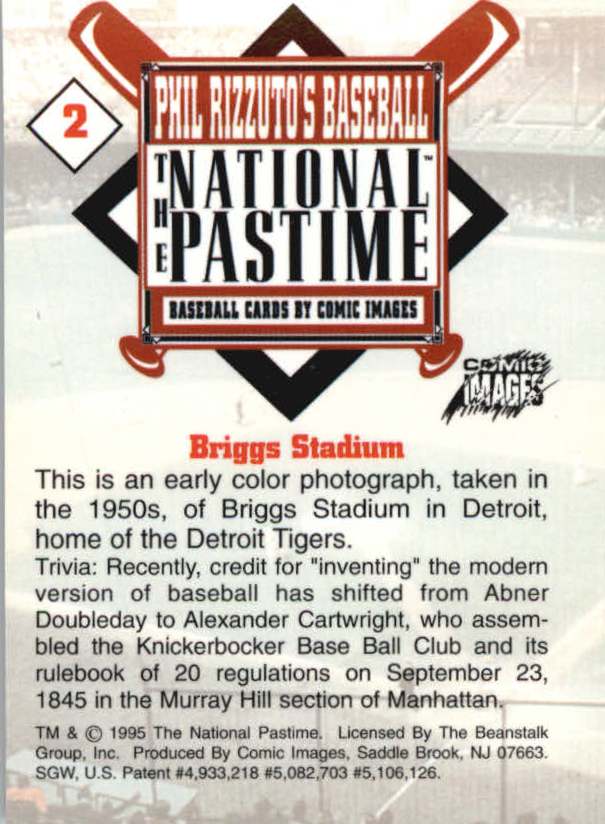 2
PHIL RIZZUTO'S BASEBALL
THE NATIONAL™
PASTIME
BASEBALL CARDS BY COMIC IMAGES
COMIC
IMAGES
Briggs Stadium
This is an early color photograph, taken in
the 1950s, of Briggs Stadium in Detroit,
home of the Detroit Tigers.
Trivia: Recently, credit for "inventing" the modern
version of baseball has shifted from Abner
Doubleday to Alexander Cartwright, who assem-
bled the Knickerbocker Base Ball Club and its
rulebook of 20 regulations on September 23,
1845 in the Murray Hill section of Manhattan.
TM & © 1995 The National Pastime. Licensed By The Beanstalk
Group, Inc. Produced By Comic Images, Saddle Brook, NJ 07663.
SGW, U.S. Patent #4,933,218 #5,082,703 #5,106,126.